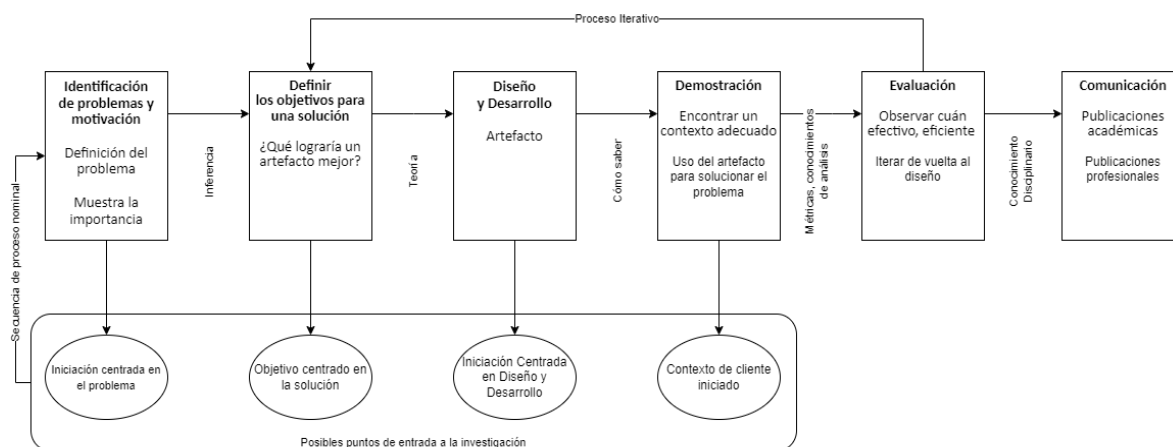 Proceso Iterativo
Identificación
de problemas y
motivación
Definición del
problema
Muestra la
importancia
Inferencia
Definir
los objetivos para
una solución
¿Qué lograría un
artefacto mejor?
Teoría
Diseño
y Desarrollo
Artefacto
Cómo saber
Demostración
Encontrar un
contexto adecuado
Uso del artefacto
para solucionar el
problema
Métricas, conocimientos
de análisis
Evaluación
Observar cuán
efectivo, eficiente
Iterar de vuelta al
diseño
Conocimiento
Disciplinario
Comunicación
Publicaciones
académicas
Publicaciones
profesionales
Secuencia de proceso nominal
Iniciación centrada en
el problema
Objetivo centrado en
la solución
Iniciación Centrada
en Diseño y
Desarrollo
Contexto de cliente
iniciado
Posibles puntos de entrada a la investigación